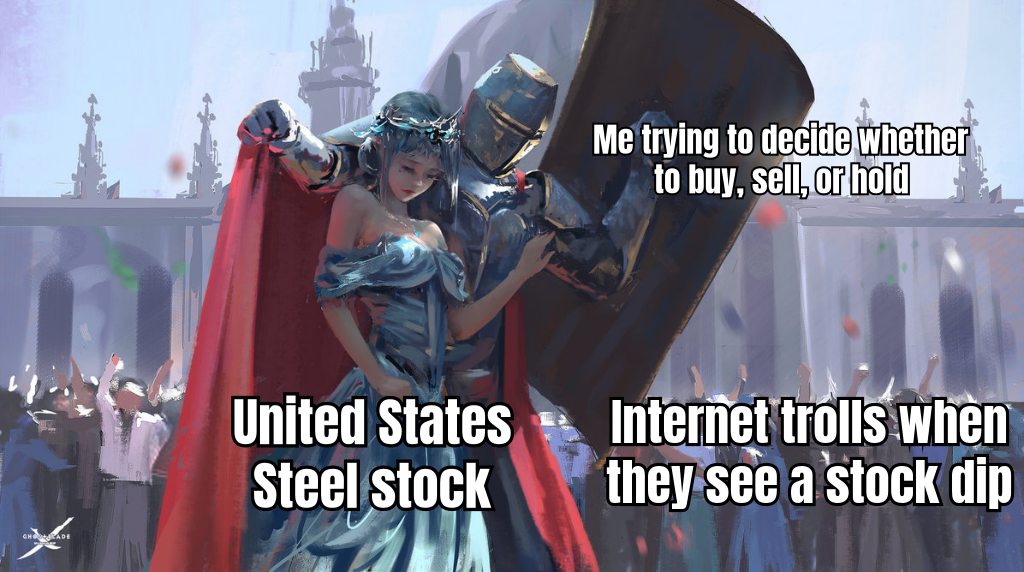 Me trying to decide whether
to buy, sell, or hold
United States
Steel stock
Internet trolls when
they see a stock dip
GHOSTBLADE